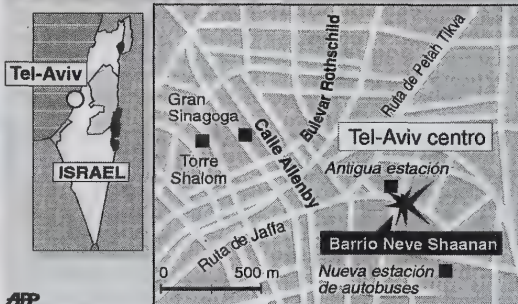 Tel-Aviv
ISRAEL
AFP
Gran
Sinagoga
Torre
Shalom
Calle Allenby
Bulevar Rothschild
Ruta de Petah Tikva
Tel-Aviv centro
Antigua estación
Barrio Neve Shaanan
Ruta de Jaffa
0 500 m
Nueva estación
de autobuses